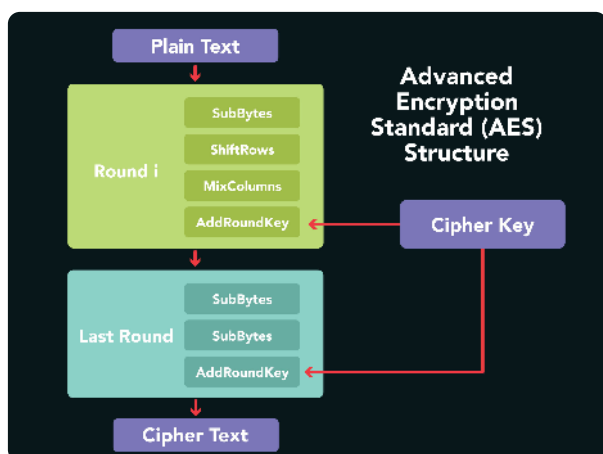 Plain Text
Advanced
Encryption
Standard (AES)
Structure
Round i
SubBytes
ShiftRows
MixColumns
AddRoundKey
Cipher Key
Last Round
SubBytes
SubBytes
AddRoundKey
Cipher Text